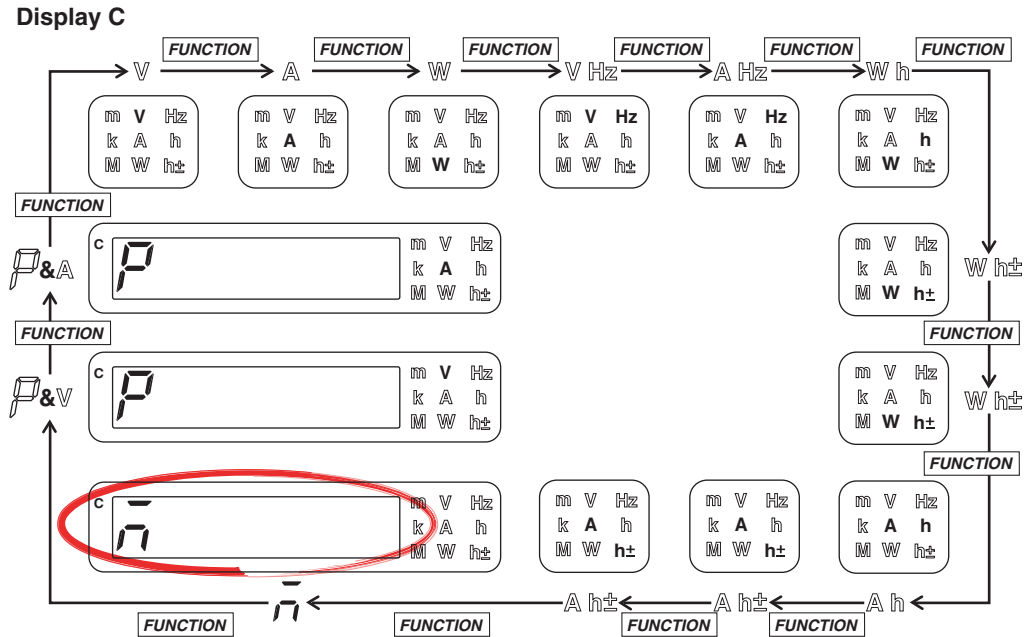 Display C
FUNCTION FUNCTION FUNCTION FUNCTION FUNCTION FUNCTION
V A W V Hz A Hz W h
m V Hz m V Hz m V Hz m V Hz m V Hz m V Hz
k A h k A h k A h k A h k A h k A h
M W h± M W h± M W h± M W h± M W h± M W h±
FUNCTION
C P m V Hz m V Hz
P&A k A h k A h W h±
M W h± M W h±
FUNCTION FUNCTION
C P m V Hz m V Hz
P&V k A h k A h W h±
M W h± M W h±
FUNCTION
C n̅ m V Hz m V Hz m V Hz m V Hz
k A h k A h k A h k A h
M W h± M W h± M W h± M W h±
n̅ A h± A h± A h
FUNCTION FUNCTION FUNCTION FUNCTION